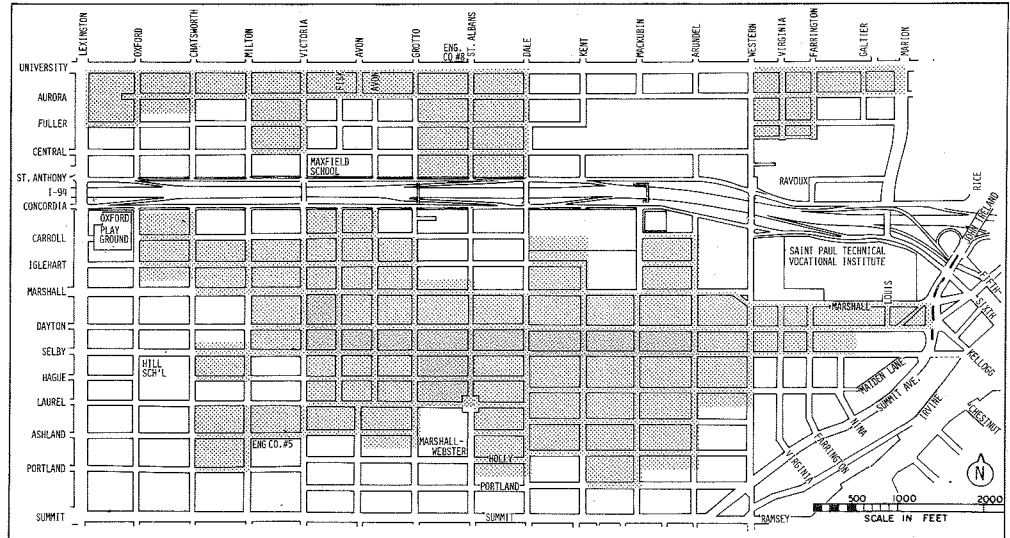 LEXINGTON
OXFORD
CHATSWORTH
MILTON
VICTORIA
AVON
GROTTO
ENG.
CO #8
ST. ALBANS
DALE
KENT
MACKUBIN
ARUNDEL
WESTERN
VIRGINIA
FARRINGTON
GALTIER
MARION
UNIVERSITY
AURORA
FULLER
CENTRAL
ST. ANTHONY
I-94
CONCORDIA
CARROLL
IGLEHART
MARSHALL
DAYTON
SELBY
HAGUE
LAUREL
ASHLAND
PORTLAND
SUMMIT
FISK
AVON
MAXFIELD
SCHOOL
RAVOUX
RICE
OXFORD
PLAY
GROUND
IRELAND
SAINT PAUL TECHNICAL
VOCATIONAL INSTITUTE
FIFTH
SIXTH
LOUIS
MARSHALL
KELLOGG
HILL
SCH'L
MAIDEN LANE
SUMMIT AVE.
IRVINE
CHESTNUT
NINA
ENG CO.#5
MARSHALL-
WEBSTER
HOLLY
PORTLAND
VIRGINIA
FARRINGTON
SUMMIT
RAMSEY
N
500 1000 2000
SCALE IN FEET